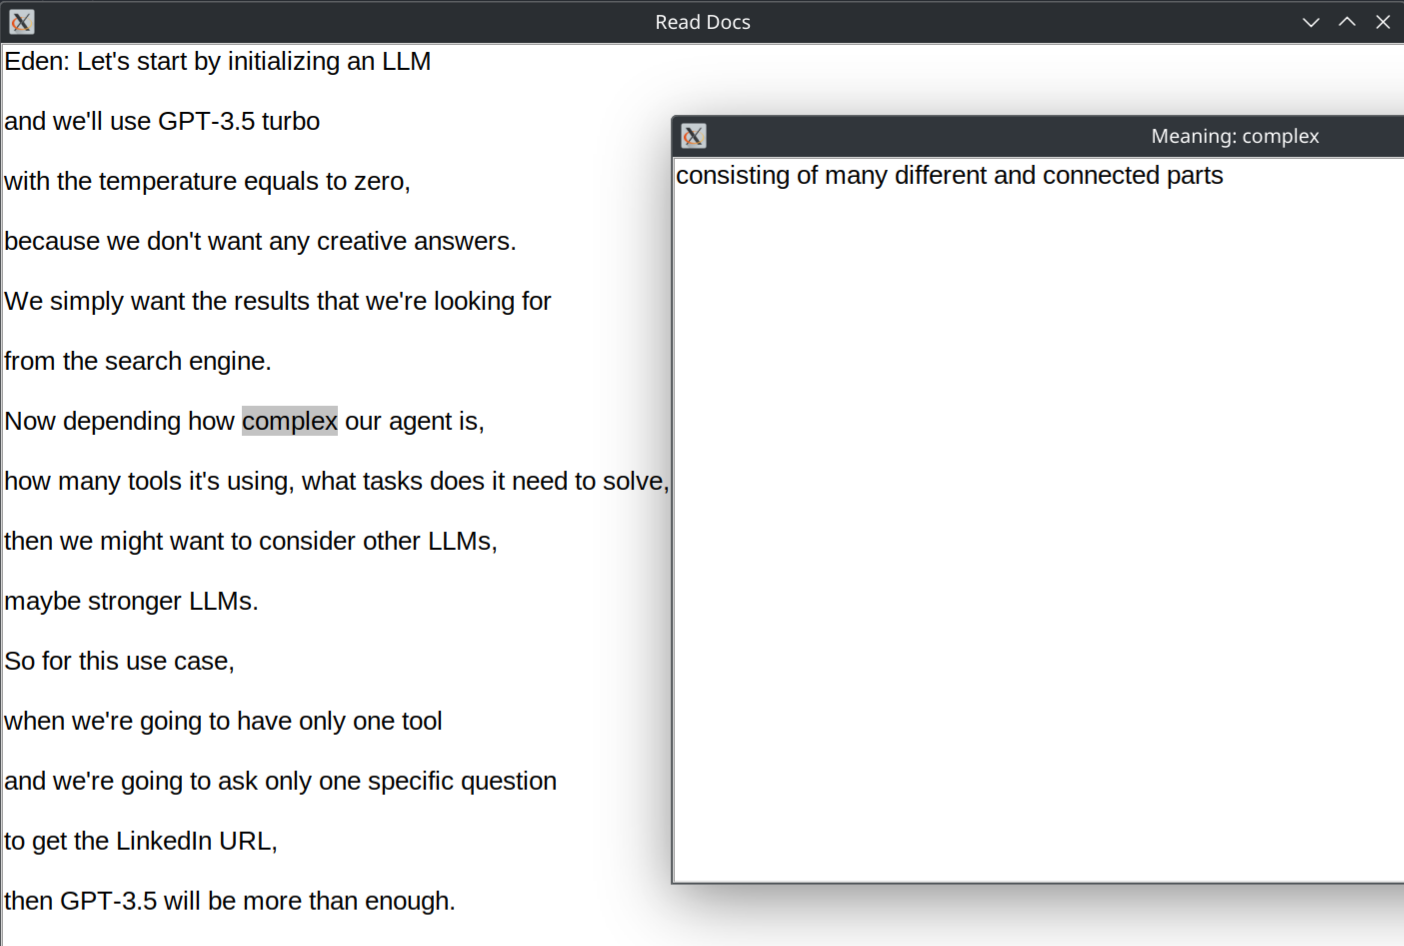 Read Docs
Eden: Let's start by initializing an LLM
and we'll use GPT-3.5 turbo
with the temperature equals to zero,
because we don't want any creative answers.
We simply want the results that we're looking for
from the search engine.
Now depending how complex our agent is,
how many tools it's using, what tasks does it need to solve,
then we might want to consider other LLMs,
maybe stronger LLMs.
So for this use case,
when we're going to have only one tool
and we're going to ask only one specific question
to get the LinkedIn URL,
then GPT-3.5 will be more than enough.
Meaning: complex
consisting of many different and connected parts